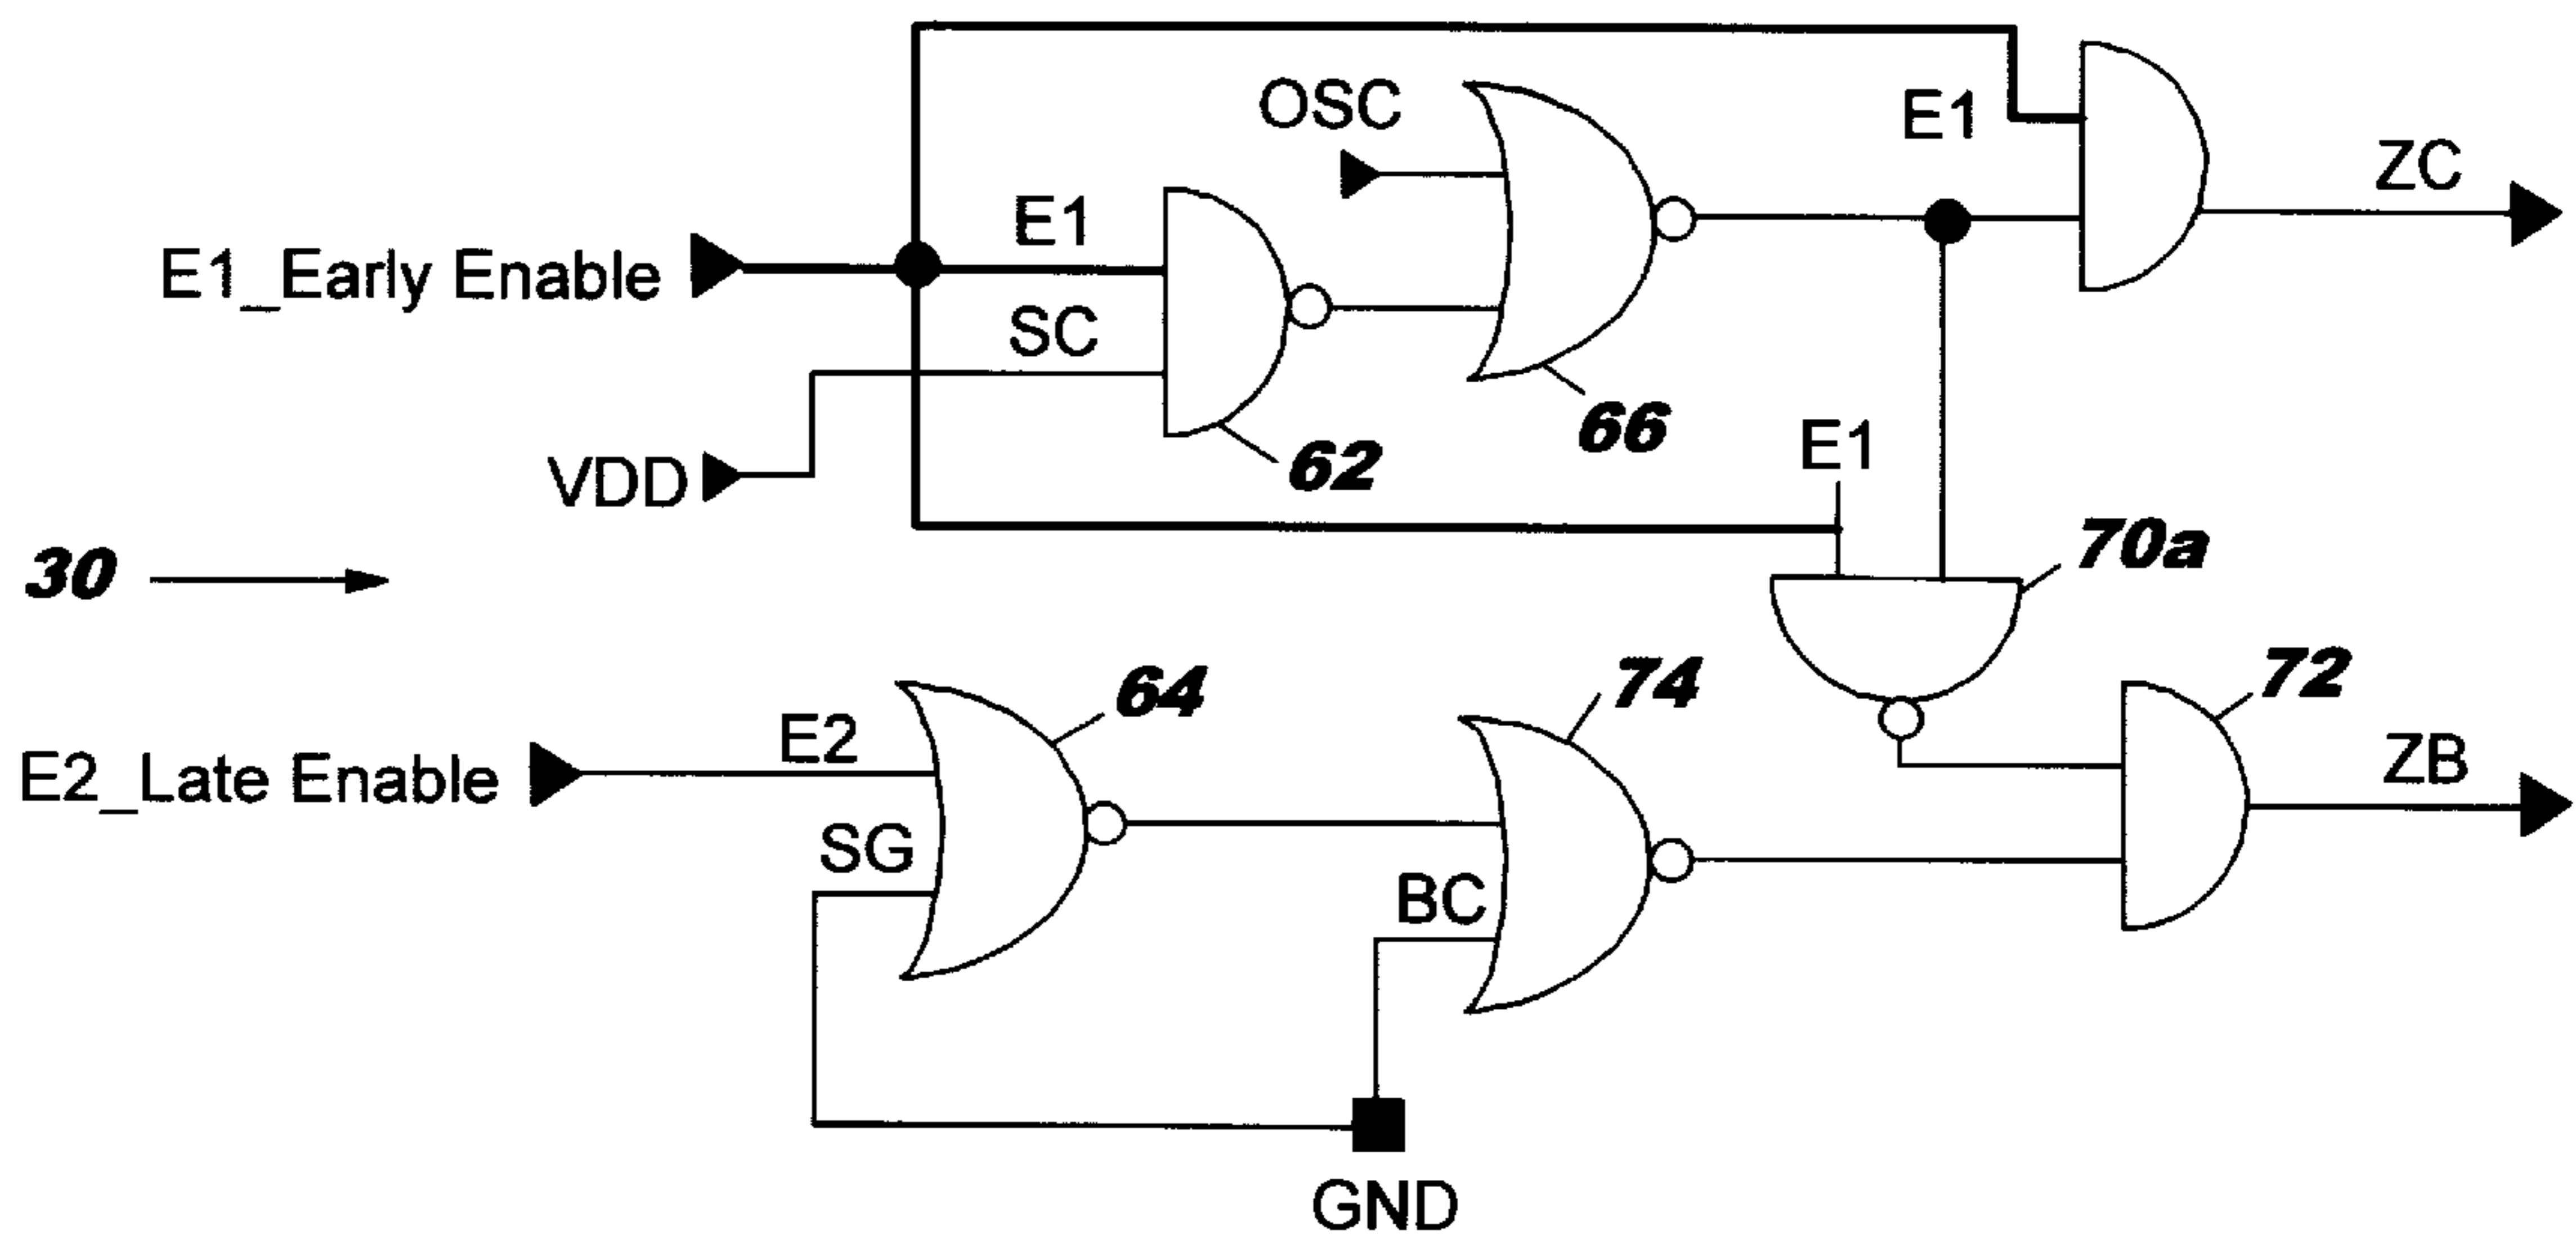 OSC
E1
ZC
E1
E1_Early Enable
SC
66
E1
62
VDD
70a
30
64
74
72
E2
E2_Late Enable
ZB
SG
BC
GND